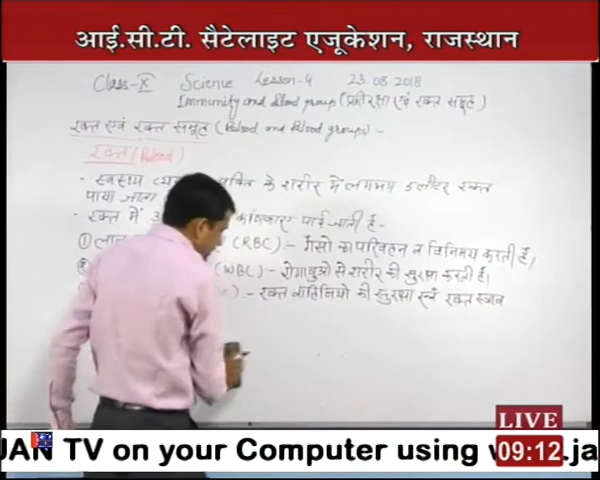 आई.सी.टी. सैटेलाइट एजूकेशन, राजस्थान
Class-X Science Lesson-4 23.08.2018
Immunity and blood group (प्रतिरक्षा एवं रक्त समूह)
रक्त एवं रक्त समूह (Blood and Blood groups) -
रक्त (Blood)
- स्वस्थ्य के शरीर में लगभग 5 लीटर रक्त
पाया जाता
- रक्त में पाई जाती हैं-
① लाल (RBC) :- गैसो का परिवहन व विनिमय करती हैं।
(WBC) :- रोगाणुओ से शरीर की सुरक्षा करती हैं।
:- रक्त वाहिनियो की सुरक्षा एवं रक्त स्त्राव
LIVE
JAN TV on your Computer using .ja
09:12